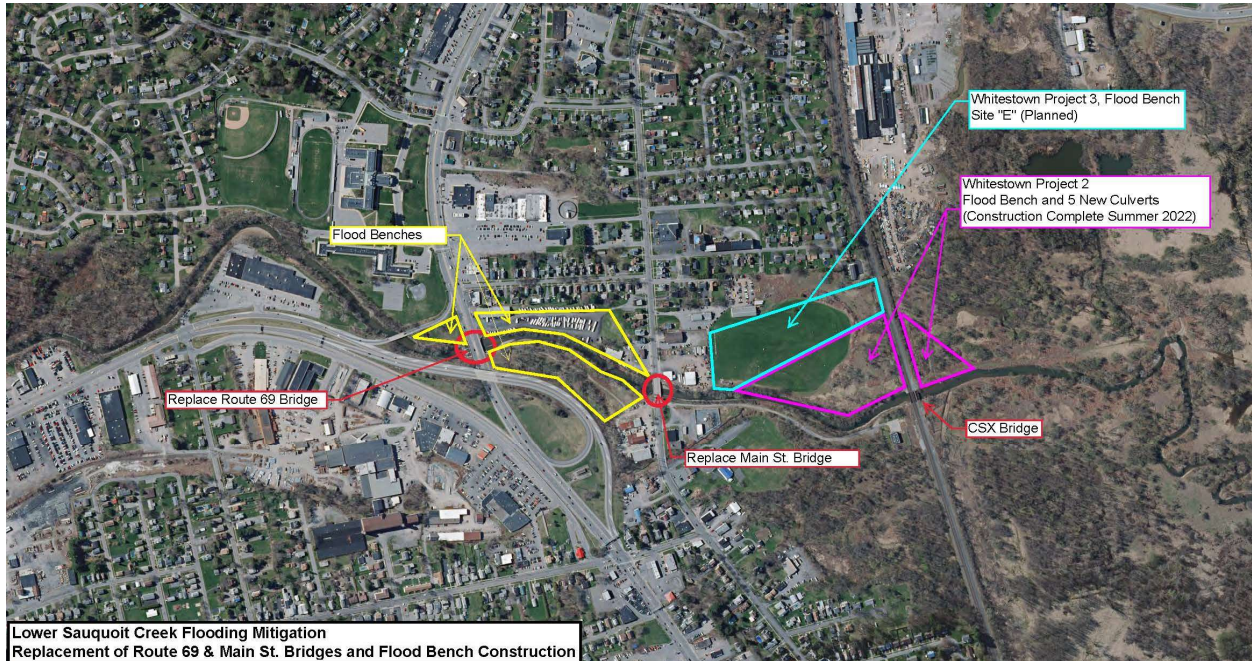 Whitestown Project 3, Flood Bench
Site "E" (Planned)
Whitestown Project 2
Flood Bench and 5 New Culverts
(Construction Complete Summer 2022)
Flood Benches
Replace Route 69 Bridge
CSX Bridge
Replace Main St. Bridge
Lower Sauquoit Creek Flooding Mitigation
Replacement of Route 69 & Main St. Bridges and Flood Bench Construction